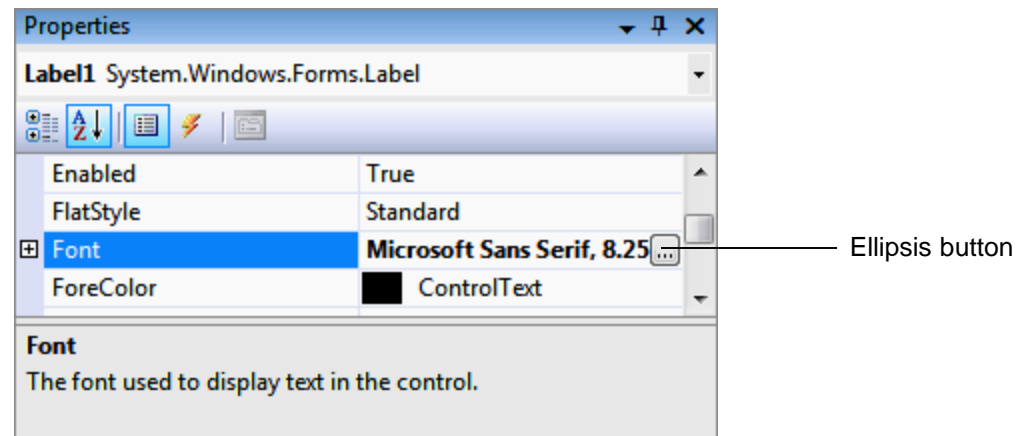 Properties
Label1 System.Windows.Forms.Label
A
Z
Enabled True
FlatStyle Standard
Font Microsoft Sans Serif, 8.25 ... Ellipsis button
ForeColor ControlText
Font
The font used to display text in the control.